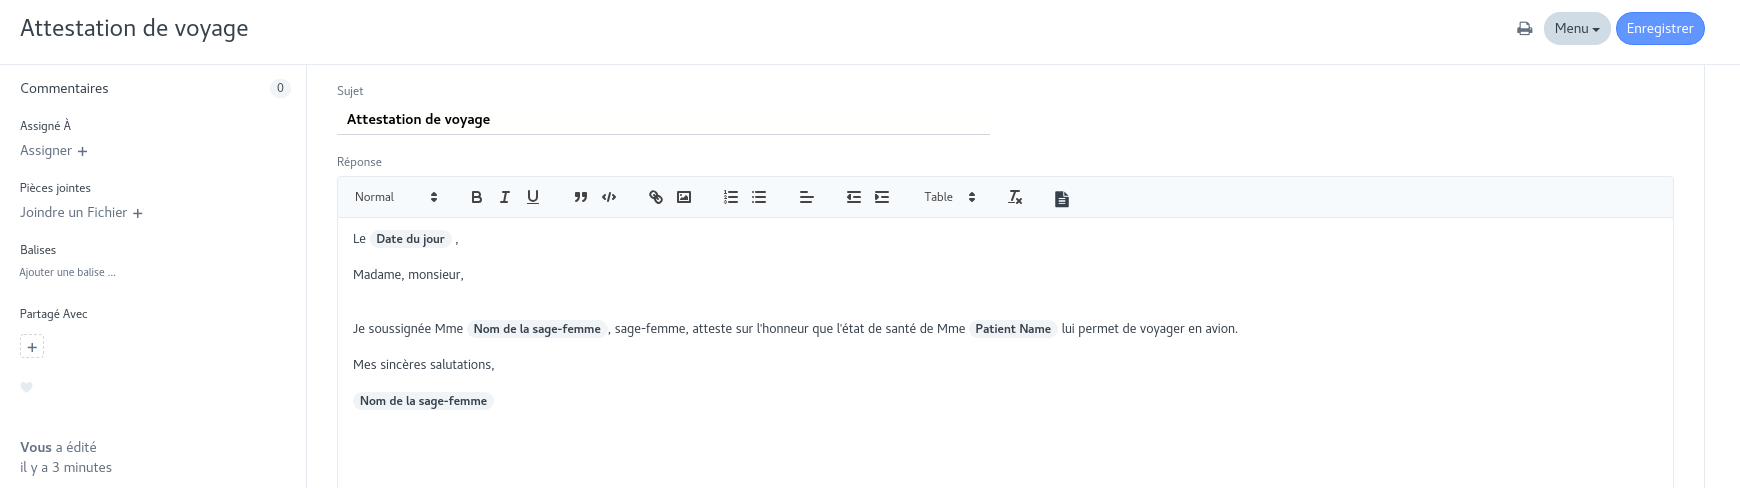 Attestation de voyage
Menu
Enregistrer
Commentaires
0
Assigné À
Assigner +
Pièces jointes
Joindre un Fichier +
Balises
Ajouter une balise ...
Partagé Avec
+
Vous a édité
il y a 3 minutes
Sujet
Attestation de voyage
Réponse
Normal
Table
Le Date du jour ,
Madame, monsieur,
Je soussignée Mme Nom de la sage-femme , sage-femme, atteste sur l'honneur que l'état de santé de Mme Patient Name lui permet de voyager en avion.
Mes sincères salutations,
Nom de la sage-femme